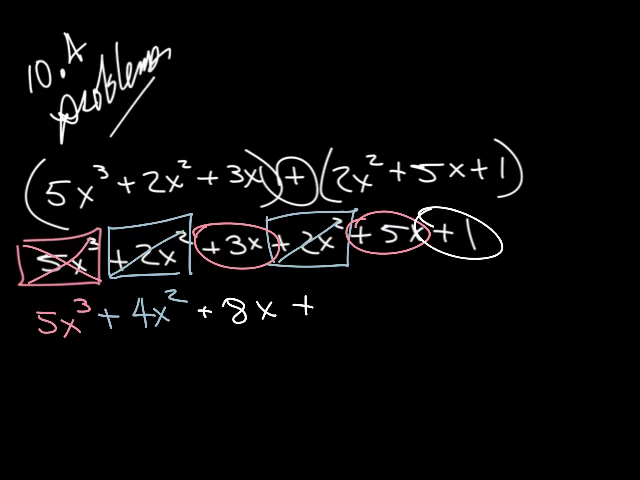 10.A
problems
(5x³ + 2x² + 3x) + (2x² + 5x + 1)
5x³ + 2x² + 3x + 2x² + 5x + 1
5x³ + 4x² + 8x +